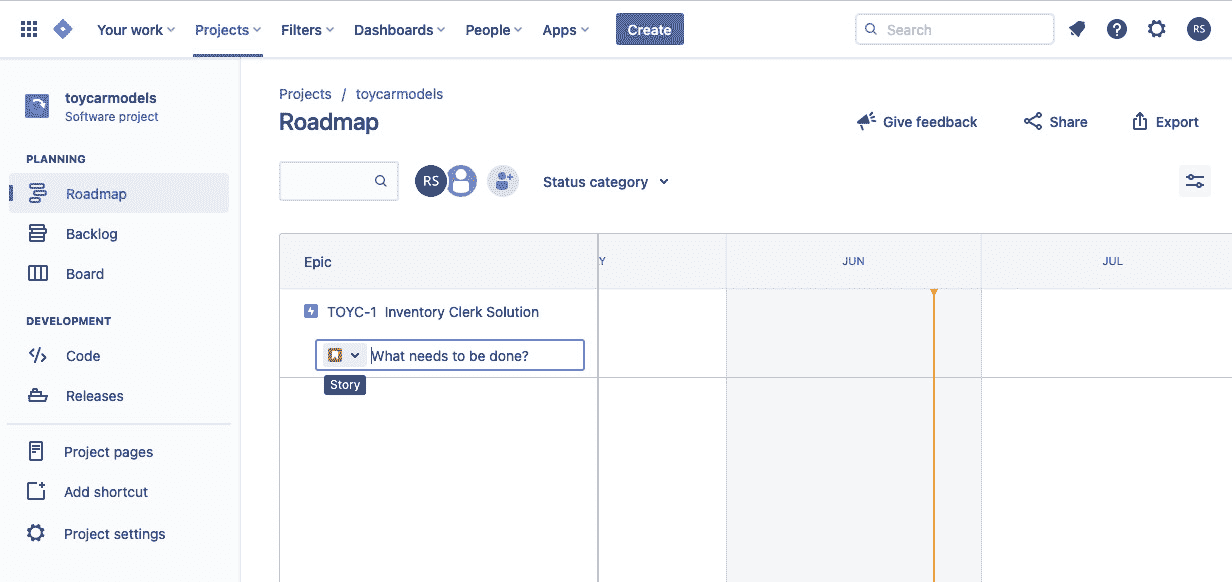 Your work Projects Filters Dashboards People Apps Create Search RS
toycarmodels
Software project
PLANNING
Roadmap
Backlog
Board
DEVELOPMENT
Code
Releases
Project pages
Add shortcut
Project settings
Projects / toycarmodels
Roadmap
Give feedback Share Export
RS Status category
Epic Y JUN JUL
TOYC-1 Inventory Clerk Solution
What needs to be done?
Story